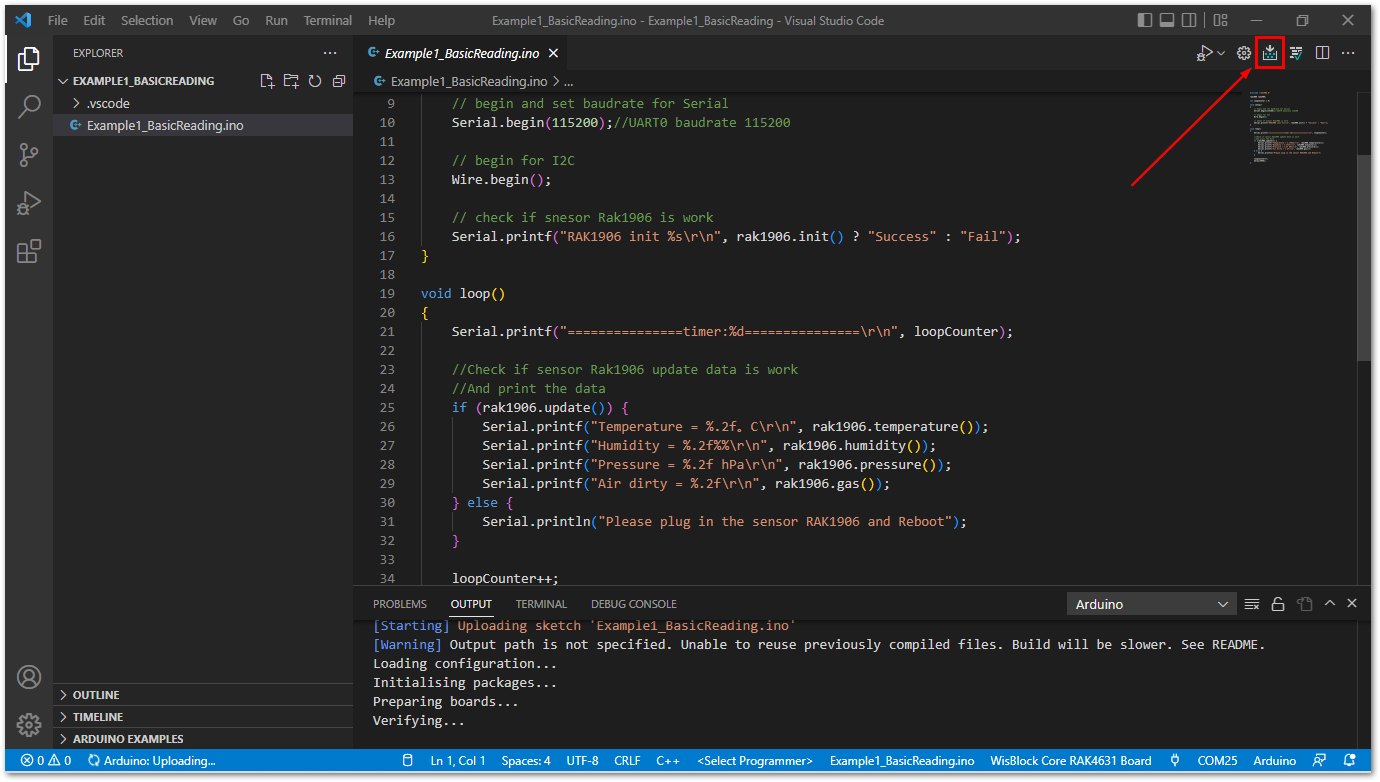 File Edit Selection View Go Run Terminal Help Example1_BasicReading.ino - Example1_BasicReading - Visual Studio Code
EXPLORER
EXAMPLE1_BASICREADING
.vscode
Example1_BasicReading.ino
OUTLINE
TIMELINE
ARDUINO EXAMPLES
Example1_BasicReading.ino
Example1_BasicReading.ino > ...
9 // begin and set baudrate for Serial
10 Serial.begin(115200);//UART0 baudrate 115200
11
12 // begin for I2C
13 Wire.begin();
14
15 // check if snesor Rak1906 is work
16 Serial.printf("RAK1906 init %s\r\n", rak1906.init() ? "Success" : "Fail");
17 }
18
19 void loop()
20 {
21 Serial.printf("===============timer:%d===============\r\n", loopCounter);
22
23 //Check if sensor Rak1906 update data is work
24 //And print the data
25 if (rak1906.update()) {
26 Serial.printf("Temperature = %.2f。C\r\n", rak1906.temperature());
27 Serial.printf("Humidity = %.2f%%\r\n", rak1906.humidity());
28 Serial.printf("Pressure = %.2f hPa\r\n", rak1906.pressure());
29 Serial.printf("Air dirty = %.2f\r\n", rak1906.gas());
30 } else {
31 Serial.println("Please plug in the sensor RAK1906 and Reboot");
32 }
33
34 loopCounter++;
PROBLEMS OUTPUT TERMINAL DEBUG CONSOLE Arduino
[Starting] Uploading sketch 'Example1_BasicReading.ino'
[Warning] Output path is not specified. Unable to reuse previously compiled files. Build will be slower. See README.
Loading configuration...
Initialising packages...
Preparing boards...
Verifying...
0 0 Arduino: Uploading... Ln 1, Col 1 Spaces: 4 UTF-8 CRLF C++ <Select Programmer> Example1_BasicReading.ino WisBlock Core RAK4631 Board COM25 Arduino